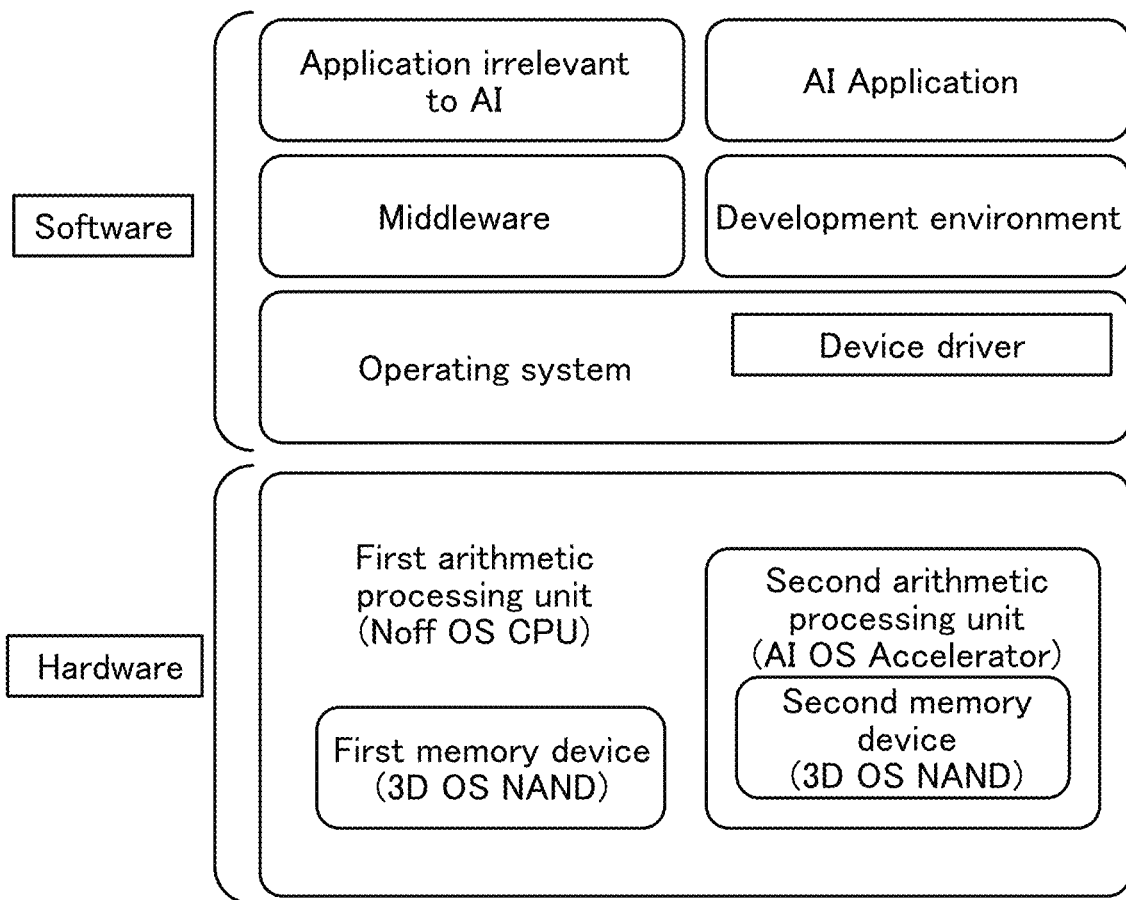 Application irrelevant
to AI
AI Application
Software
Middleware
Development environment
Device driver
Operating system
First arithmetic
processing unit
(Noff OS CPU)
Second arithmetic
processing unit
(AI OS Accelerator)
Hardware
Second memory
device
(3D OS NAND)
First memory device
(3D OS NAND)